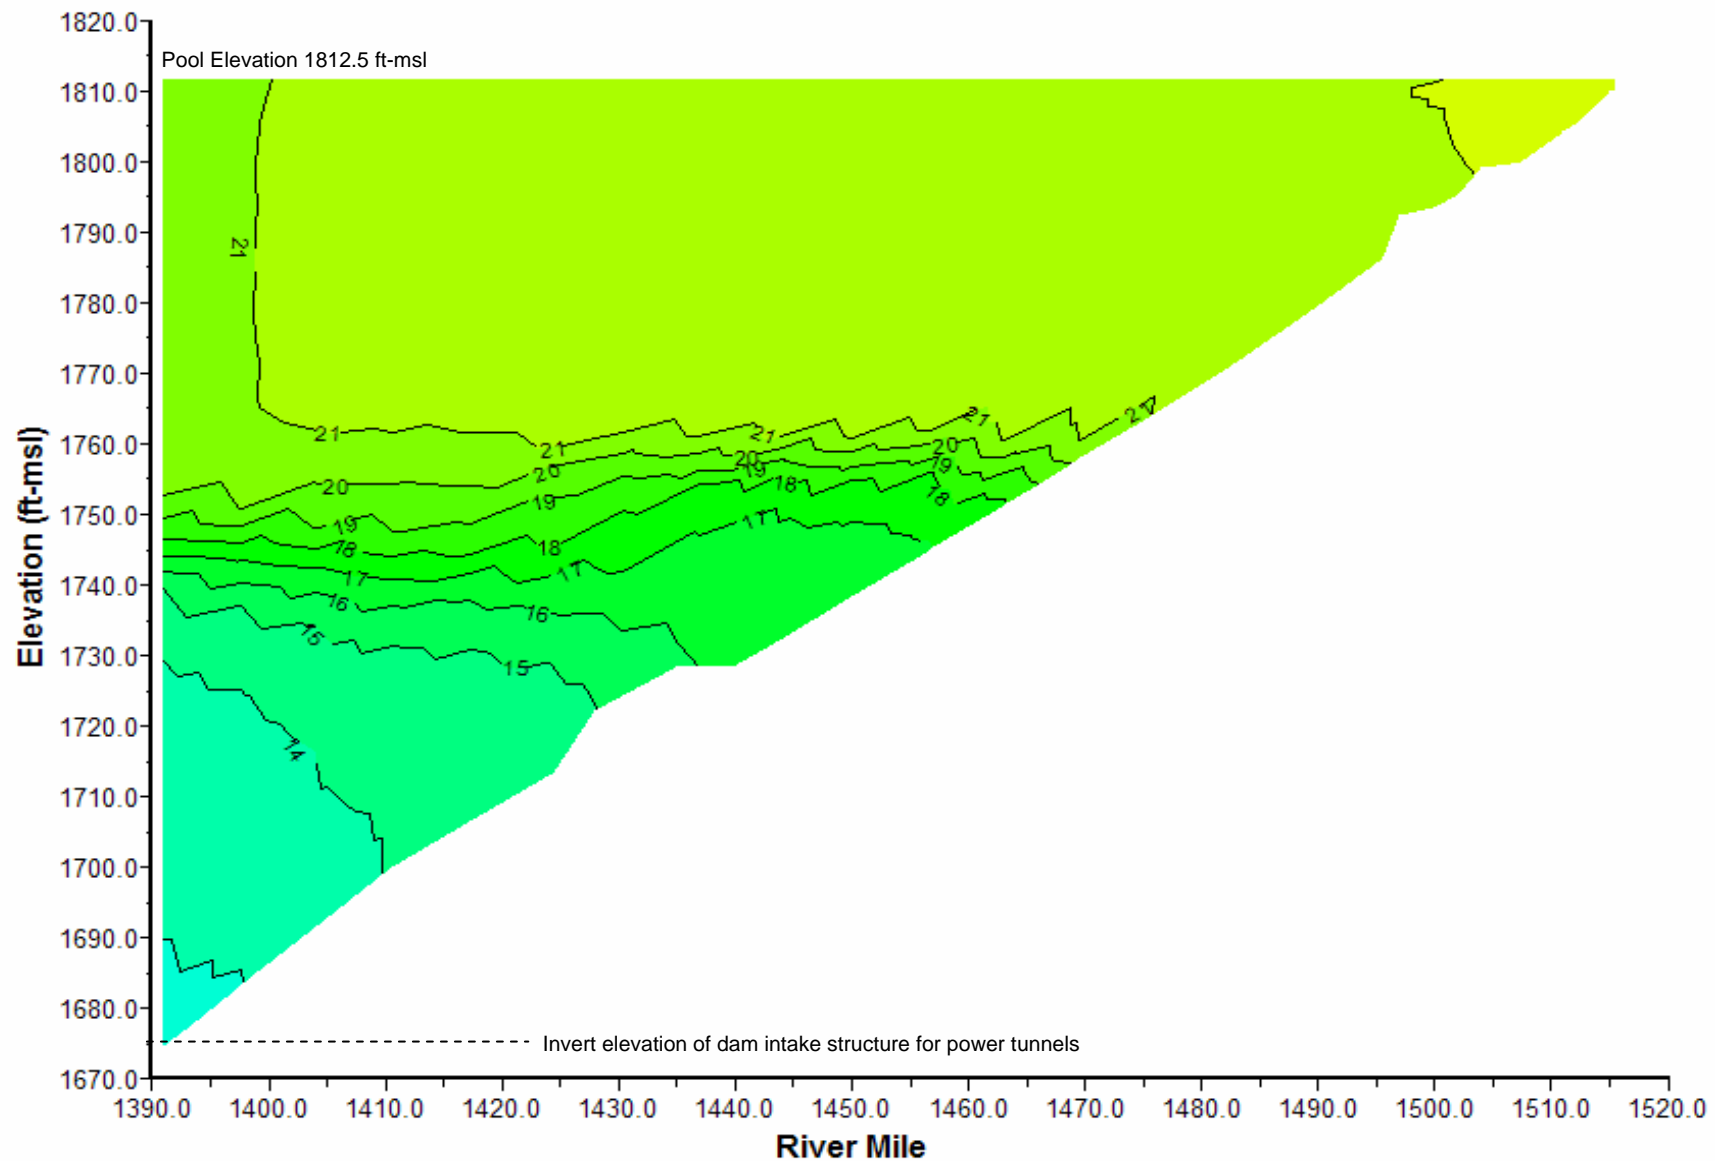 1820.0
Pool Elevation 1812.5 ft-msl
1810.0
1800.0
1790.0
21
1780.0
1770.0
21 21 21 21 21
1760.0
20 20 20 20
19 19 19 19
1750.0
18 18 18 18
17 17 17
1740.0
16 16
15 15
1730.0
1720.0
14
1710.0
1700.0
1690.0
1680.0
Invert elevation of dam intake structure for power tunnels
1670.0
Elevation (ft-msl)
1390.0 1400.0 1410.0 1420.0 1430.0 1440.0 1450.0 1460.0 1470.0 1480.0 1490.0 1500.0 1510.0 1520.0
River Mile